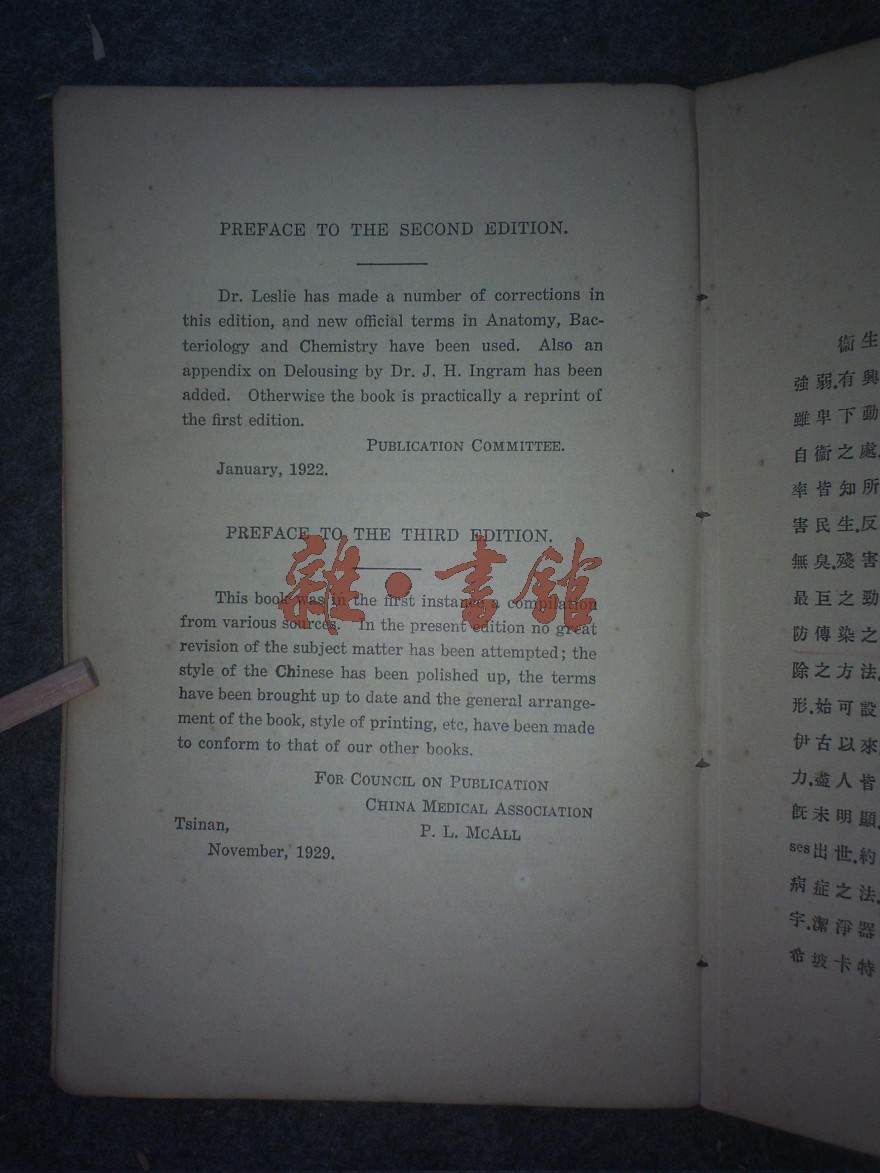 PREFACE TO THE SECOND EDITION.
Dr. Leslie has made a number of corrections in
this edition, and new official terms in Anatomy, Bac-
teriology and Chemistry have been used. Also an
appendix on Delousing by Dr. J. H. Ingram has been
added. Otherwise the book is practically a reprint of
the first edition.
PUBLICATION COMMITTEE.
January, 1922.
PREFACE TO THE THIRD EDITION.
This book was in the first instance a compilation
from various sources. In the present edition no great
revision of the subject matter has been attempted; the
style of the Chinese has been polished up, the terms
have been brought up to date and the general arrange-
ment of the book, style of printing, etc, have been made
to conform to that of our other books.
FOR COUNCIL ON PUBLICATION
CHINA MEDICAL ASSOCIATION
Tsinan,
P. L. MCALL
November, 1929.
雜·書館
衞生
強弱.有興
雖卑下動
自衞之處.
率皆知所
害民生.反
無臭.殘害
最巨之勁
防傳染之
除之方法.
形.始可設
伊古以來
力.盡人皆
旣未明顯.
ses出世.約
病症之法.
宇.潔淨器
希坡卡特